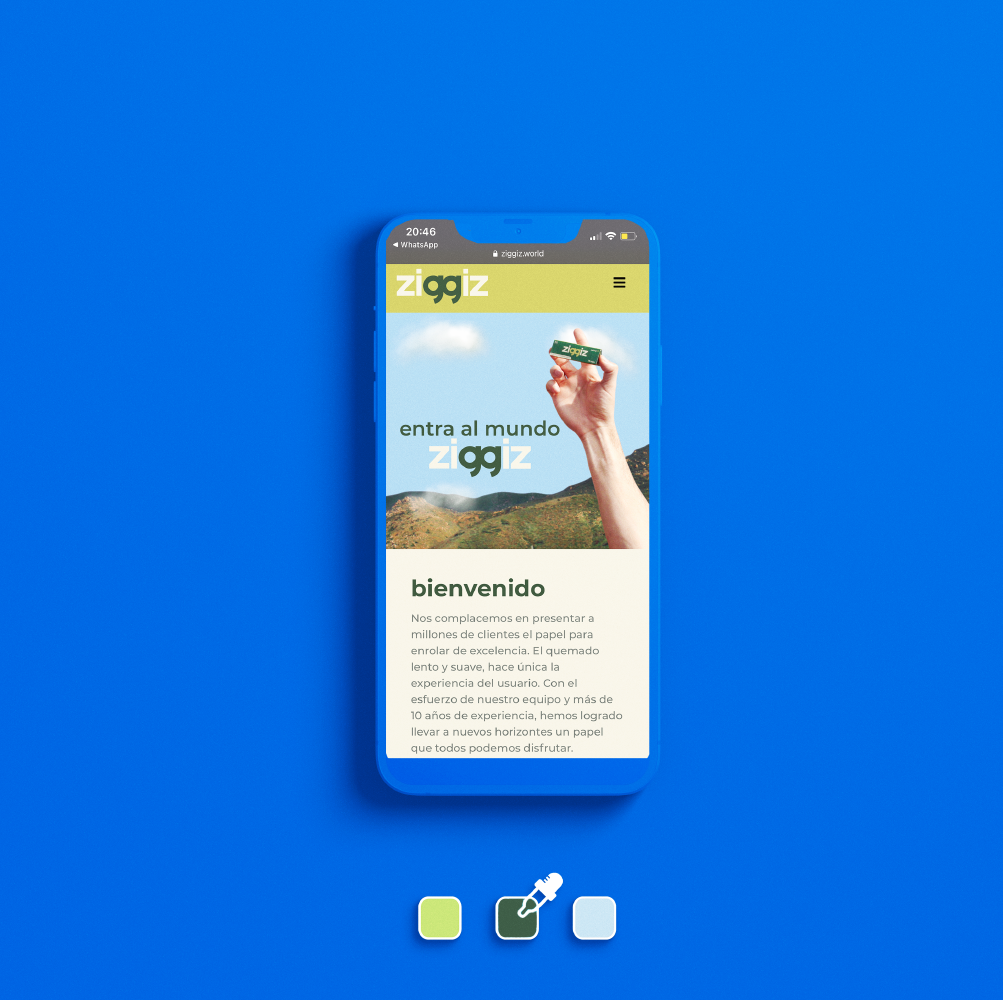 20:46
◀ WhatsApp
ziggiz.world
ziggiz
ziggiz
entra al mundo
ziggiz
bienvenido
Nos complacemos en presentar a
millones de clientes el papel para
enrolar de excelencia. El quemado
lento y suave, hace única la
experiencia del usuario. Con el
esfuerzo de nuestro equipo y más de
10 años de experiencia, hemos logrado
llevar a nuevos horizontes un papel
que todos podemos disfrutar.